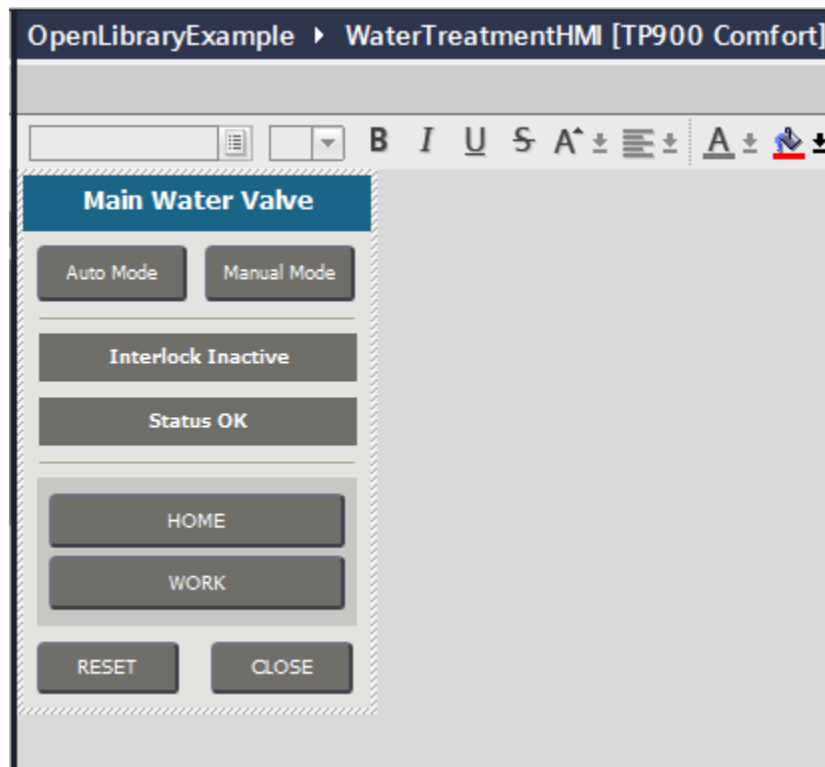 OpenLibraryExample ▸ WaterTreatmentHMI [TP900 Comfort]
B I U S A A
Main Water Valve
Auto Mode Manual Mode
Interlock Inactive
Status OK
HOME
WORK
RESET CLOSE